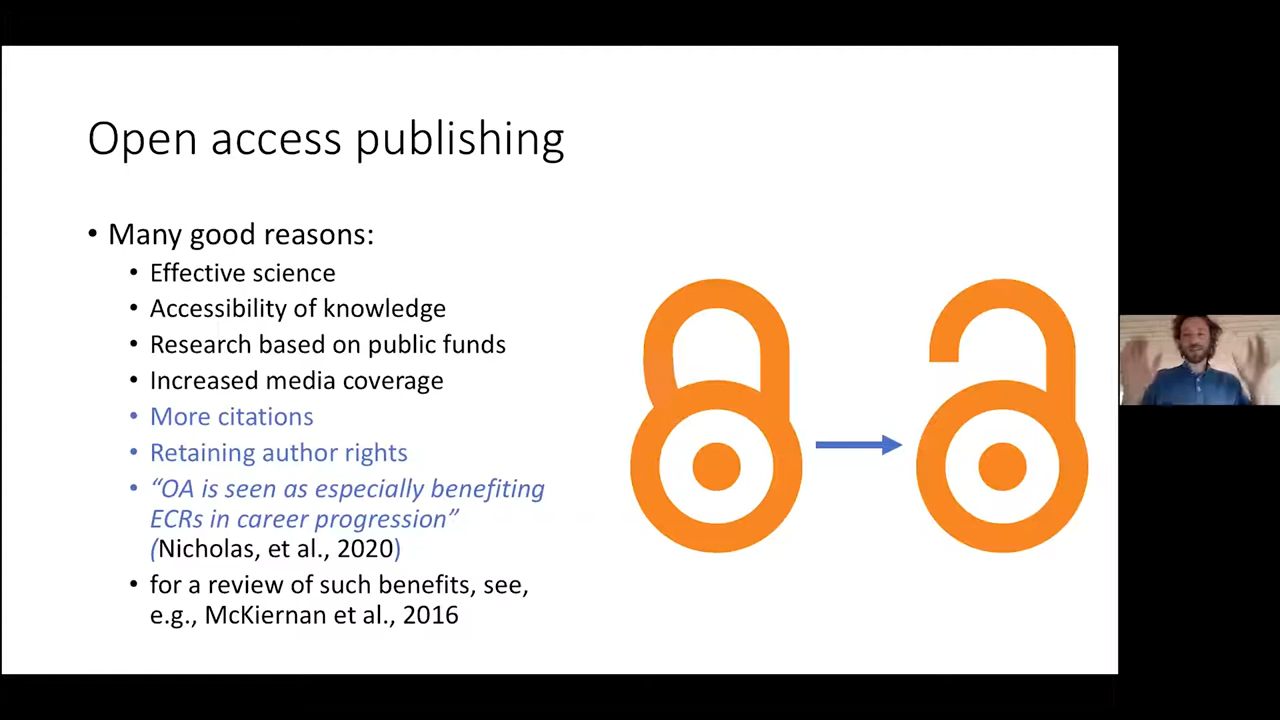 Open access publishing
• Many good reasons:
• Effective science
• Accessibility of knowledge
• Research based on public funds
• Increased media coverage
• More citations
• Retaining author rights
• “OA is seen as especially benefiting
ECRs in career progression”
(Nicholas, et al., 2020)
• for a review of such benefits, see,
e.g., McKiernan et al., 2016